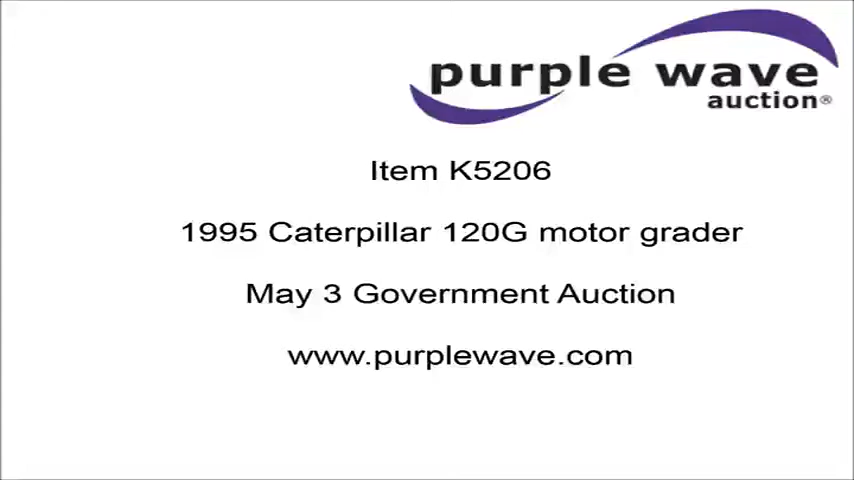 purple wave
auction®
Item K5206
1995 Caterpillar 120G motor grader
May 3 Government Auction
www.purplewave.com